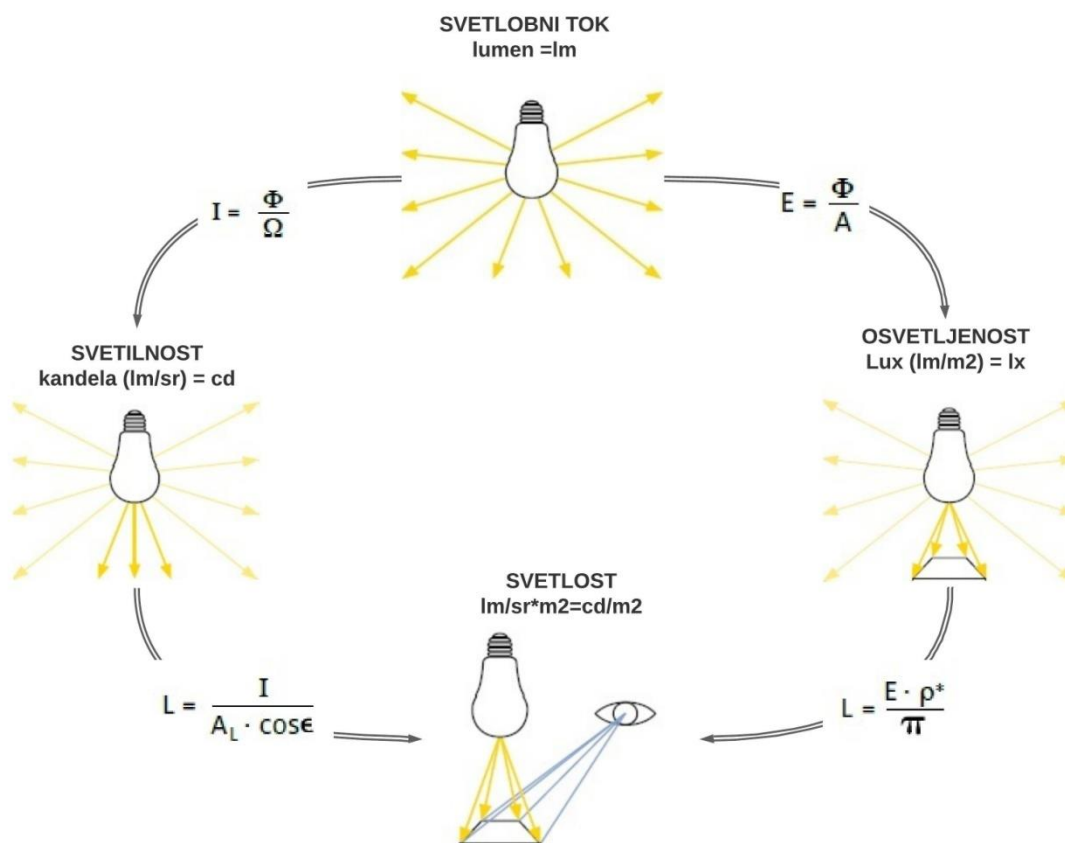 SVETLOBNI TOK
lumen =lm
I = Φ/Ω
E = Φ/A
SVETILNOST
kandela (lm/sr) = cd
OSVETLJENOST
Lux (lm/m2) = lx
SVETLOST
lm/sr*m2=cd/m2
L = I/(A_L · cosϵ)
L = E · ρ*/π